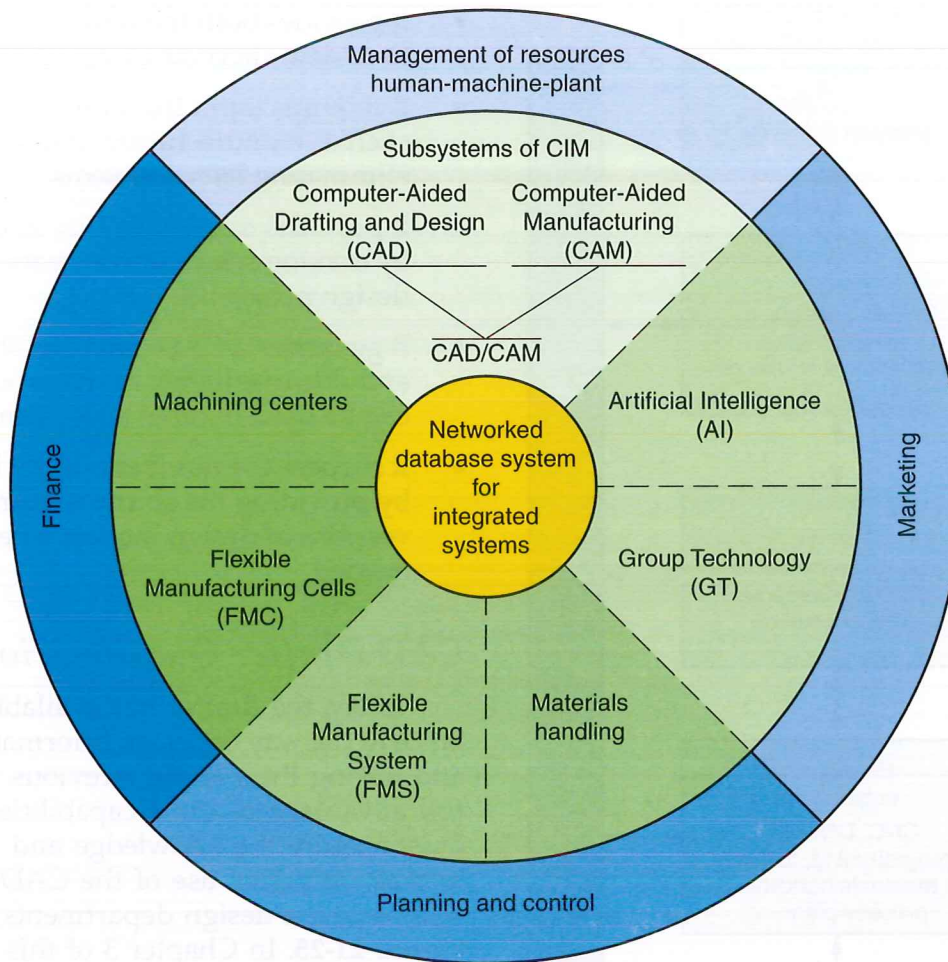 Management of resources
human-machine-plant
Subsystems of CIM
Computer-Aided
Drafting and Design
(CAD)
Computer-Aided
Manufacturing
(CAM)
CAD/CAM
Machining centers
Artificial Intelligence
(AI)
Networked
database system
for
integrated
systems
Finance
Marketing
Flexible
Manufacturing Cells
(FMC)
Group Technology
(GT)
Flexible
Manufacturing
System
(FMS)
Materials
handling
Planning and control